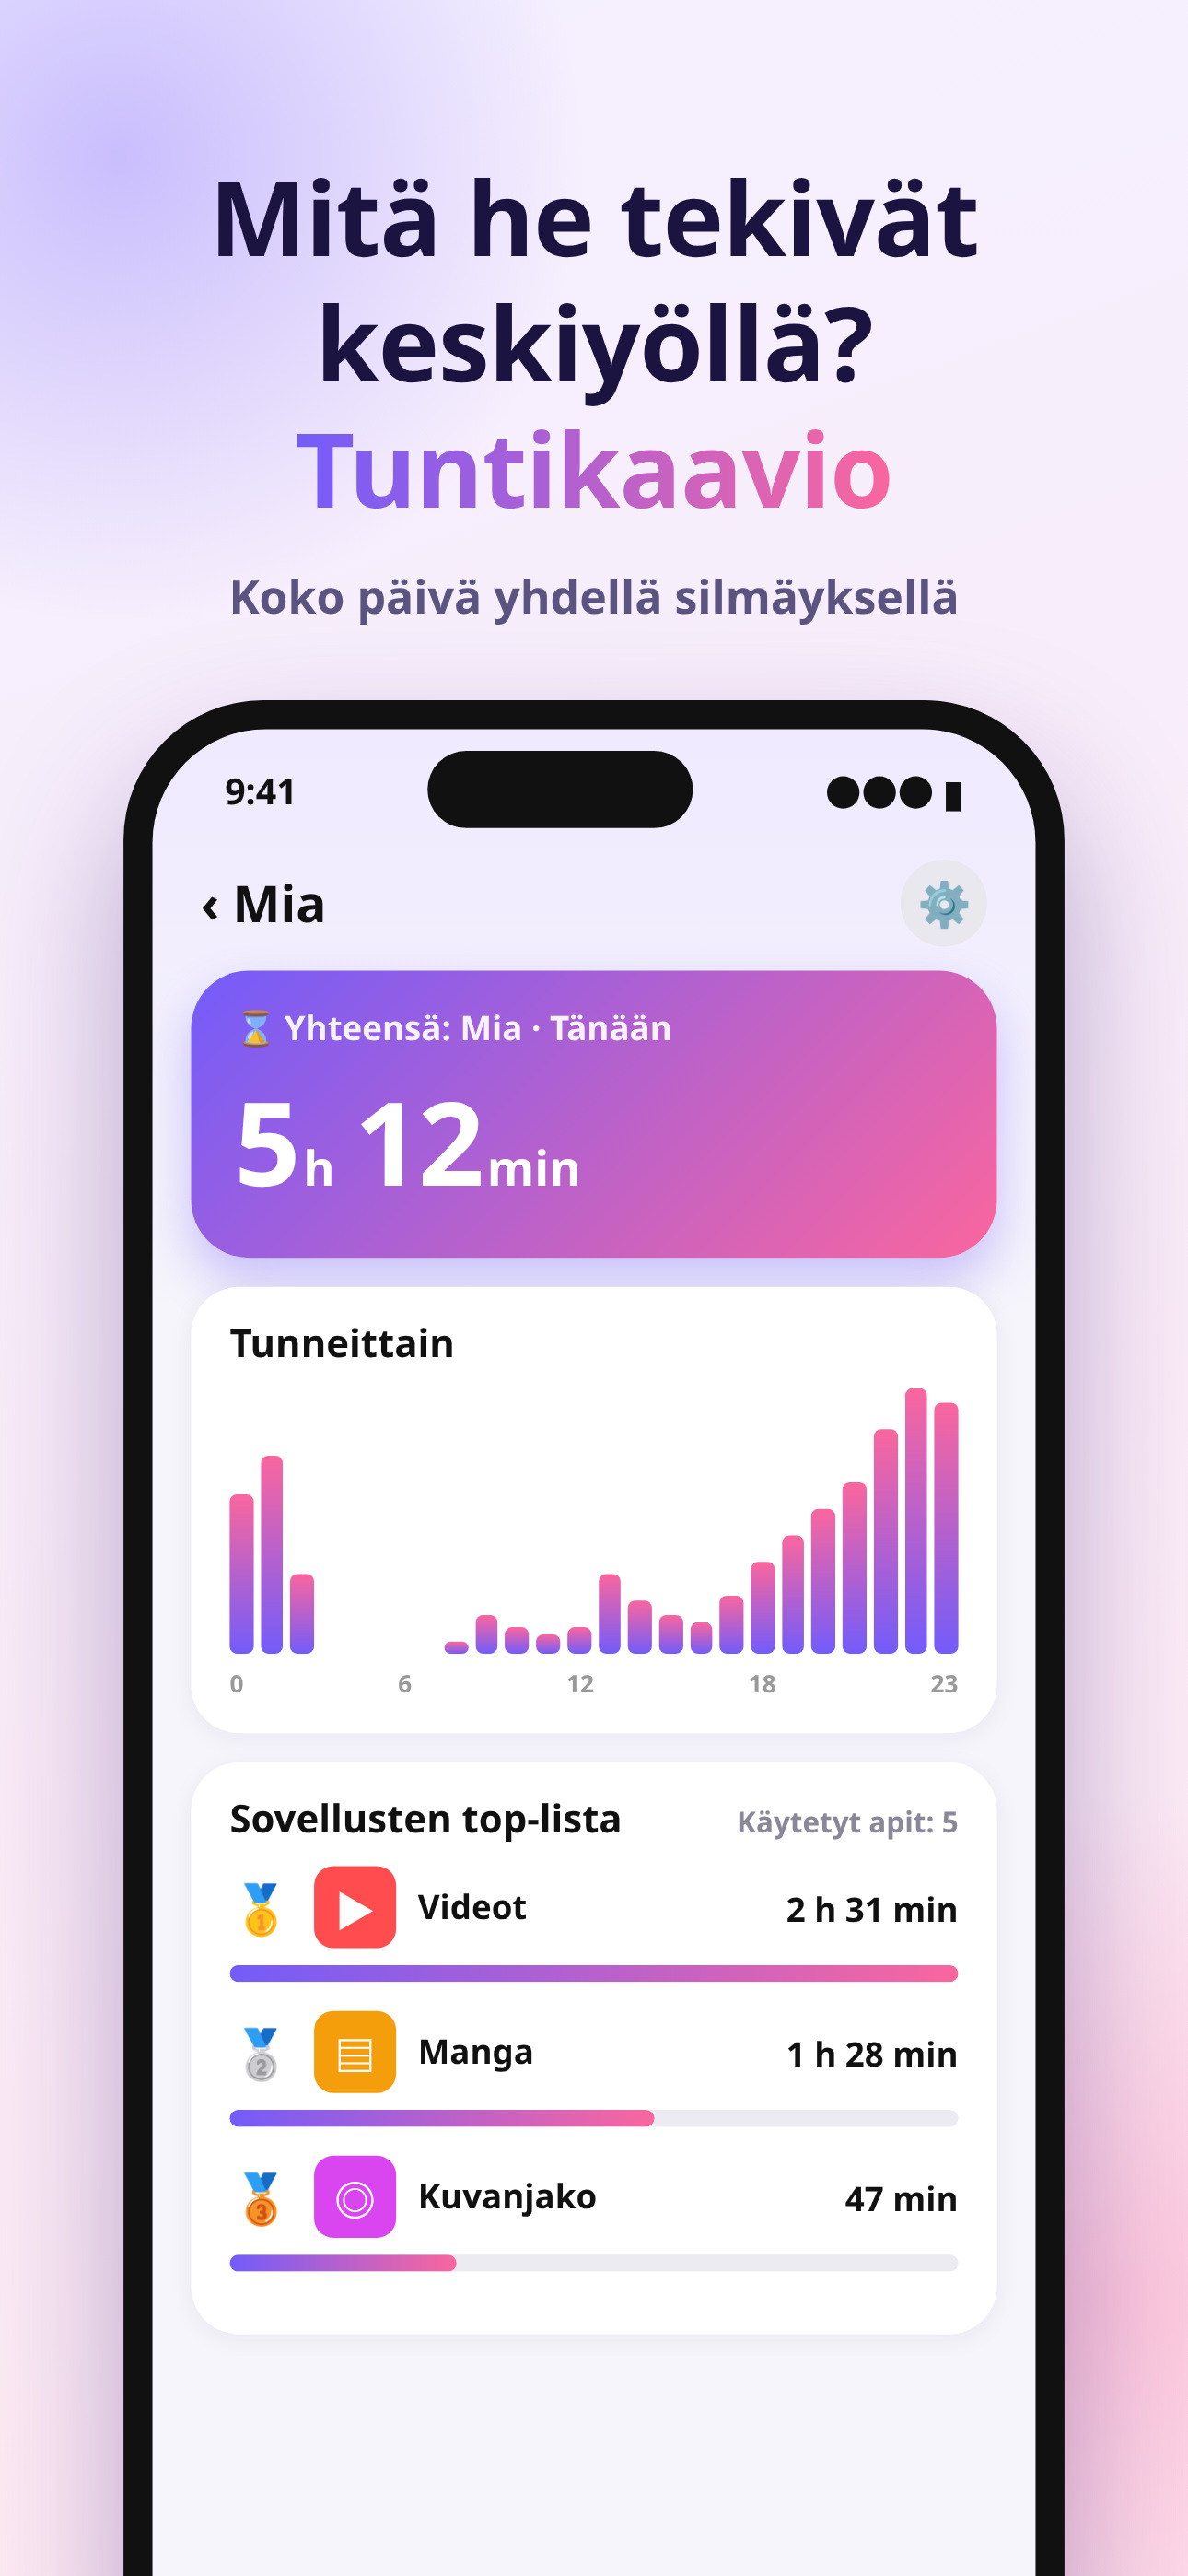 Mitä he tekivät
keskiyöllä?
Tuntikaavio
Koko päivä yhdellä silmäyksellä
9:41
‹ Mia
⌛ Yhteensä: Mia · Tänään
5h 12min
Tunneittain
0 6 12 18 23
Sovellusten top-lista Käytetyt apit: 5
🥇 Videot 2 h 31 min
🥈 Manga 1 h 28 min
🥉 Kuvanjako 47 min